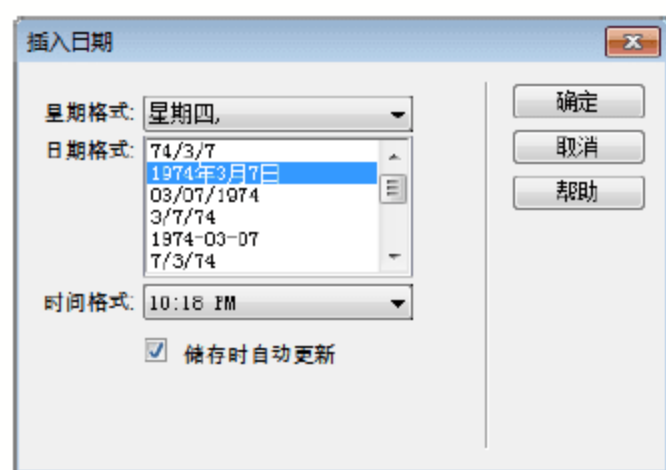 插入日期
星期格式: 星期四,
确定
日期格式: 74/3/7
取消
1974年3月7日
03/07/1974
帮助
3/7/74
1974-03-07
7/3/74
时间格式: 10:18 PM
储存时自动更新